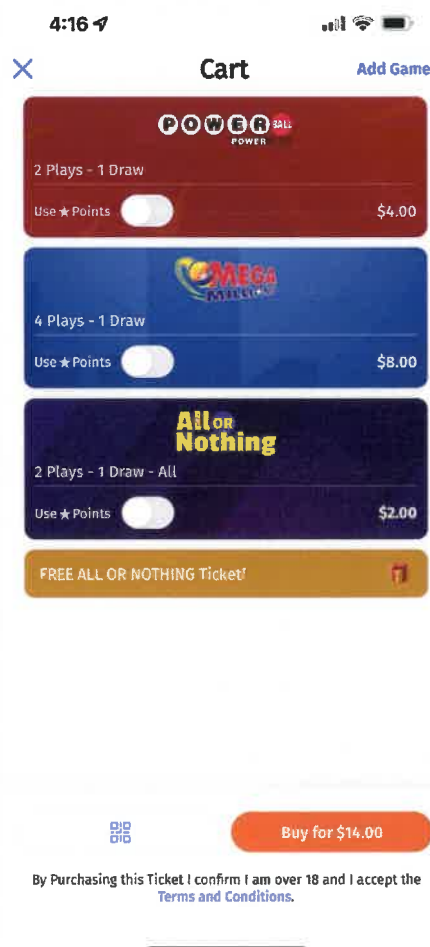 4:16
Cart
Add Game
POWERBALL
POWER
2 Plays - 1 Draw
Use ★ Points
$4.00
MEGA
MILLIONS
4 Plays - 1 Draw
Use ★ Points
$8.00
All OR
Nothing
2 Plays - 1 Draw - All
Use ★ Points
$2.00
FREE ALL OR NOTHING Ticket!
Buy for $14.00
By Purchasing this Ticket I confirm I am over 18 and I accept the
Terms and Conditions.